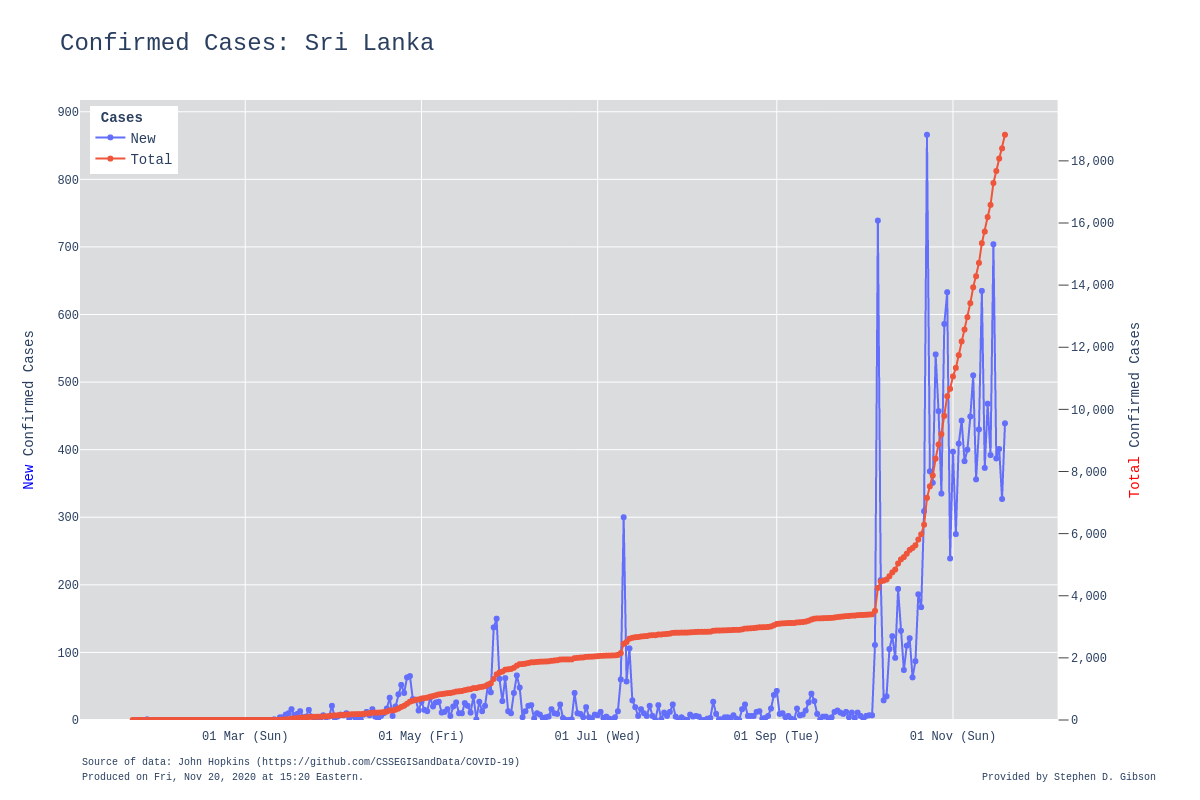 Confirmed Cases: Sri Lanka
Cases
New
Total
900
800
700
600
500
400
300
200
100
0
New Confirmed Cases
18,000
16,000
14,000
12,000
10,000
8,000
6,000
4,000
2,000
0
Total Confirmed Cases
01 Mar (Sun)
01 May (Fri)
01 Jul (Wed)
01 Sep (Tue)
01 Nov (Sun)
Source of data: John Hopkins (https://github.com/CSSEGISandData/COVID-19)
Produced on Fri, Nov 20, 2020 at 15:20 Eastern.
Provided by Stephen D. Gibson